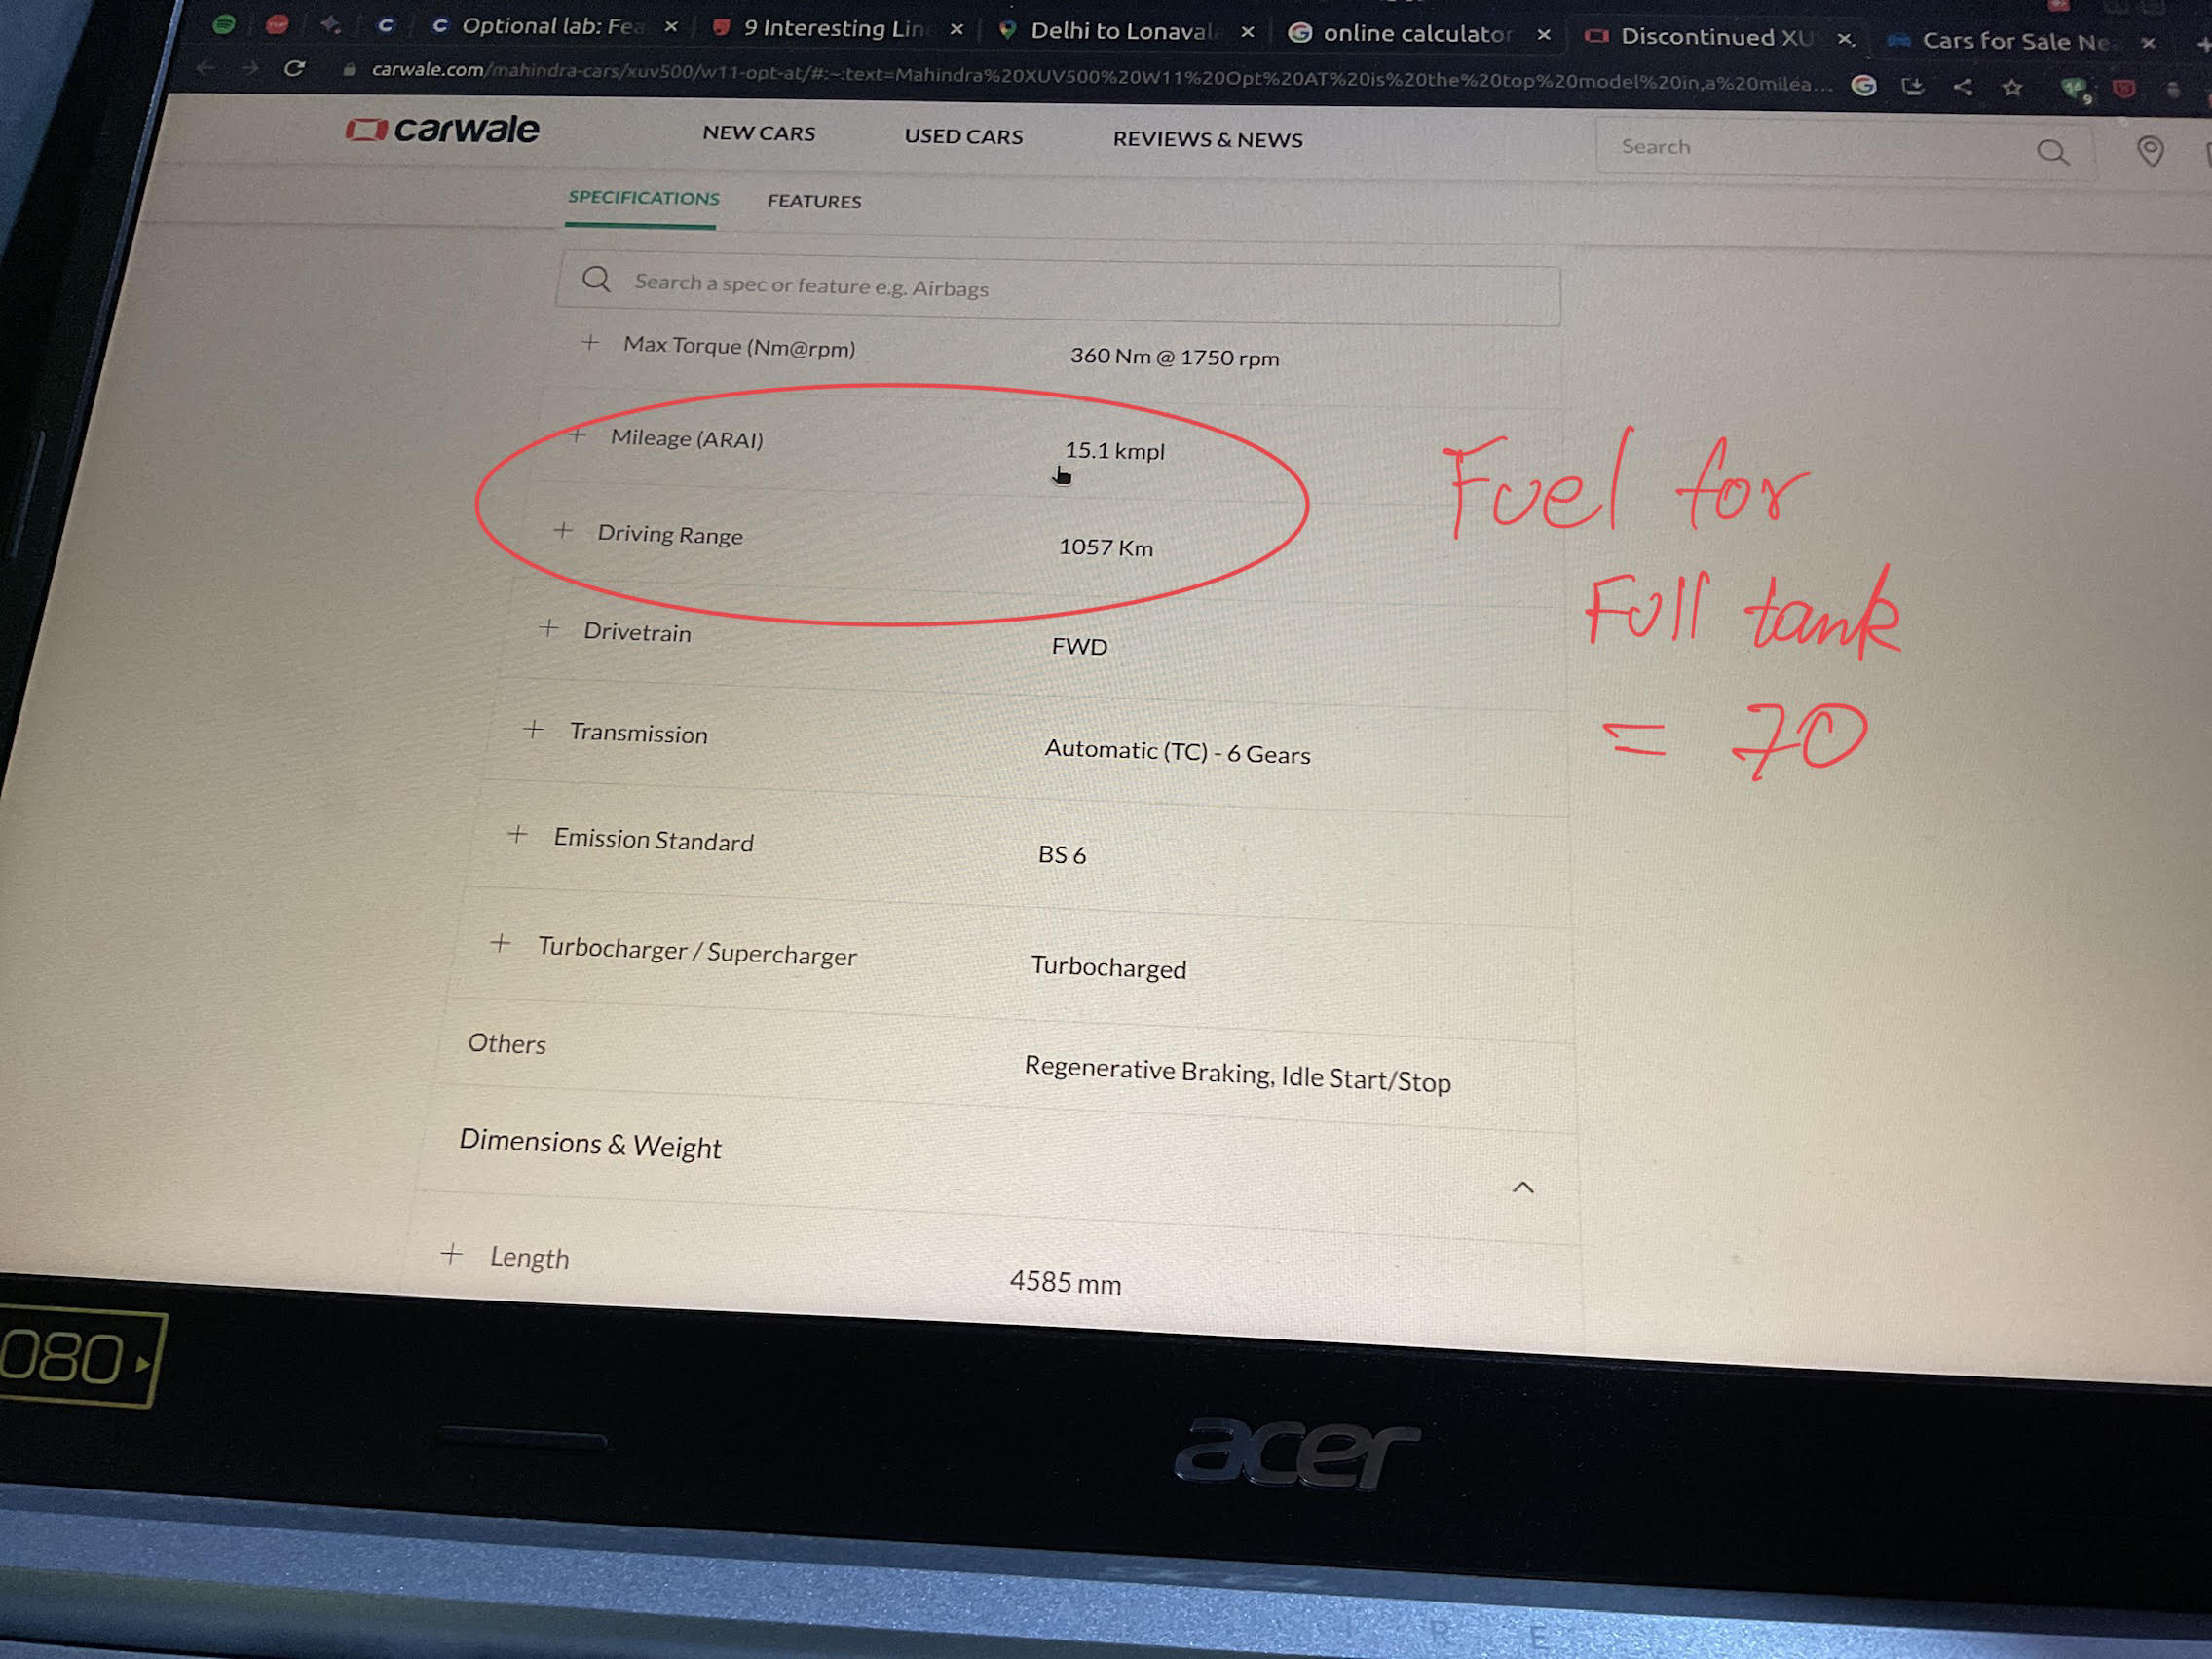 Optional lab: Fea
9 Interesting Lin
Delhi to Lonaval
online calculator
Discontinued XU
Cars for Sale Ne
carwale.com/mahindra-cars/xuv500/w11-opt-at/#:~:text=Mahindra%20XUV500%20W11%20Opt%20AT%20is%20the%20top%20model%20in,a%20milea...
carwale
NEW CARS
USED CARS
REVIEWS & NEWS
Search
SPECIFICATIONS
FEATURES
Search a spec or feature e.g. Airbags
+ Max Torque (Nm@rpm) 360 Nm @ 1750 rpm
+ Mileage (ARAI) 15.1 kmpl
+ Driving Range 1057 Km
+ Drivetrain FWD
+ Transmission Automatic (TC) - 6 Gears
+ Emission Standard BS 6
+ Turbocharger / Supercharger Turbocharged
Others Regenerative Braking, Idle Start/Stop
Dimensions & Weight
+ Length 4585 mm
Fuel for
Full tank
= 70
080
acer